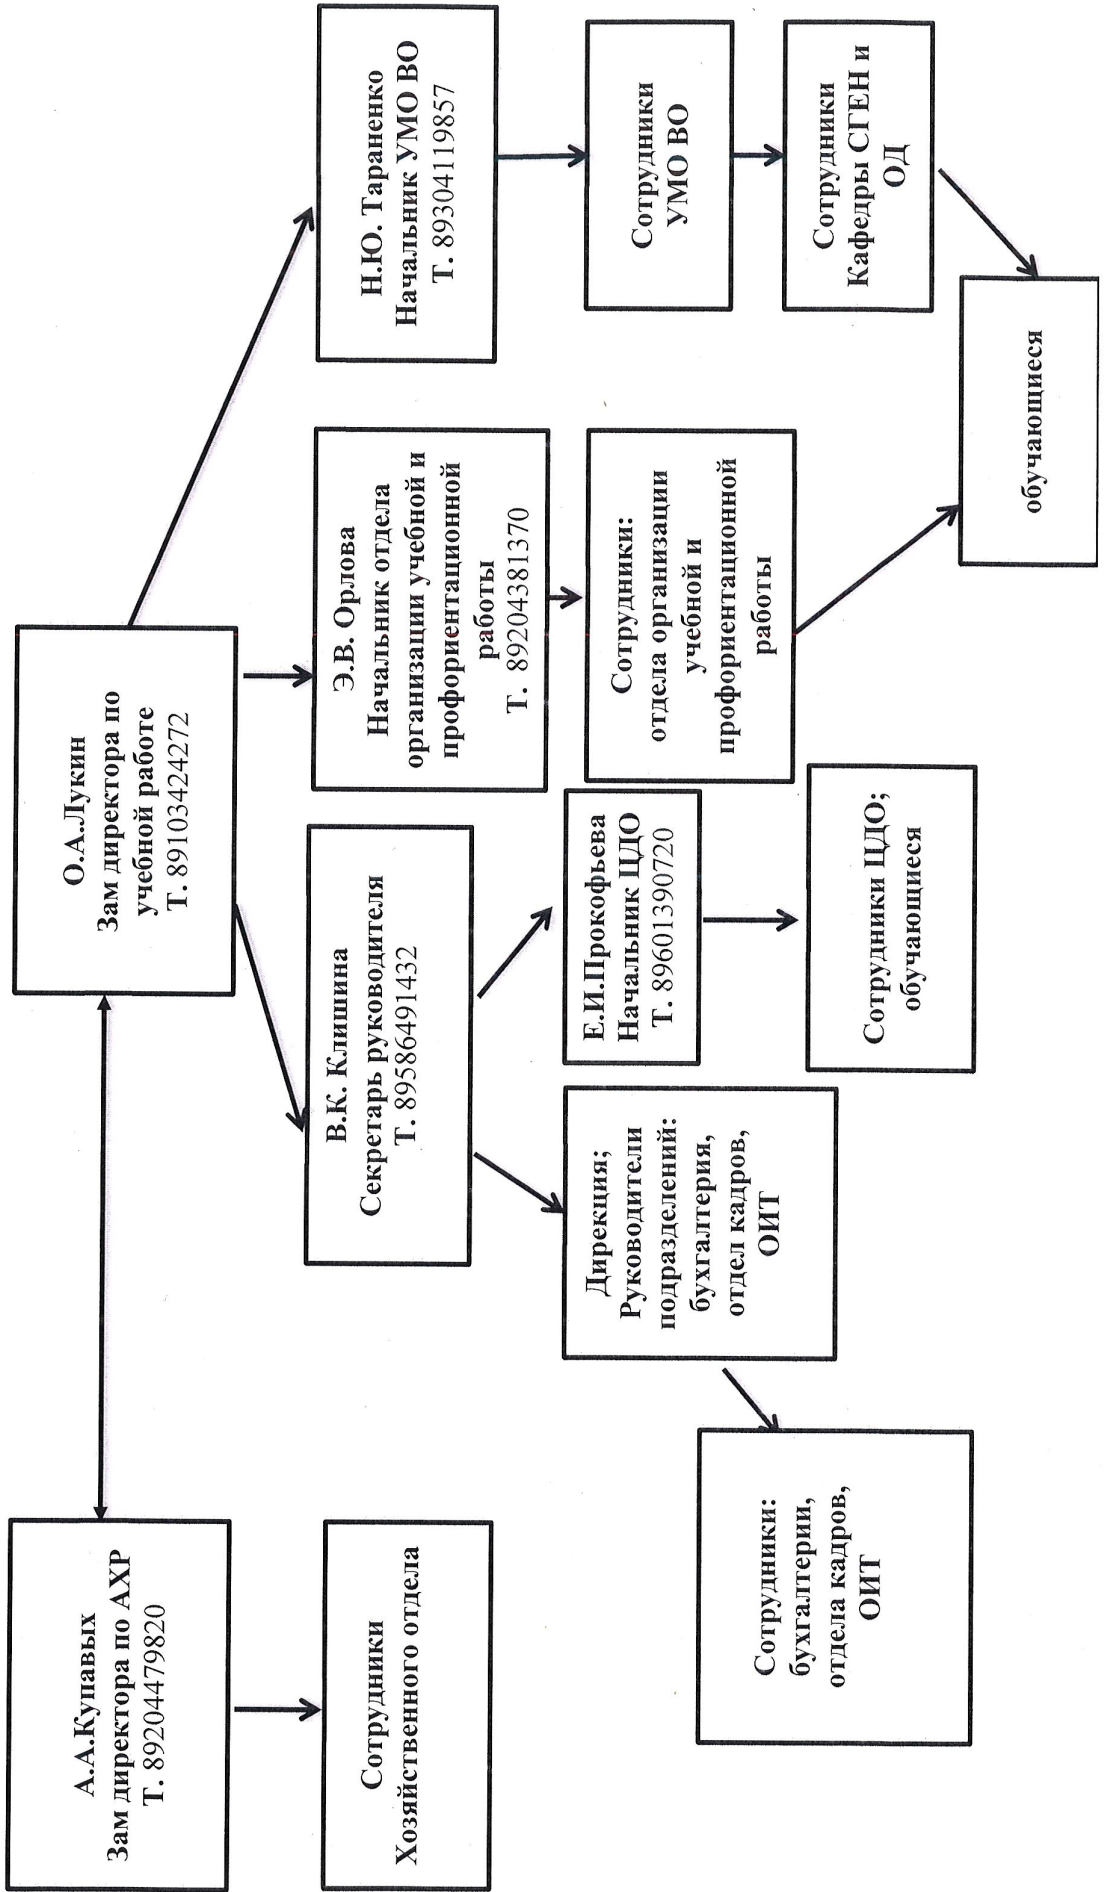 А.А.Купавых
Зам директора по АХР
Т. 89204479820
О.А.Лукин
Зам директора по
учебной работе
Т. 89103424272
Сотрудники
Хозяйственного отдела
В.К. Клишина
Секретарь руководителя
Т. 89586491432
Э.В. Орлова
Начальник отдела
организации учебной и
профориентационной
работы
Т. 89204381370
Н.Ю. Тараненко
Начальник УМО ВО
Т. 89304119857
Дирекция;
Руководители
подразделений:
бухгалтерия,
отдел кадров,
ОИТ
Е.И.Прокофьева
Начальник ЦДО
Т. 89601390720
Сотрудники:
отдела организации
учебной и
профориентационной
работы
Сотрудники
УМО ВО
Сотрудники:
бухгалтерии,
отдела кадров,
ОИТ
Сотрудники ЦДО;
обучающиеся
Сотрудники
Кафедры СГЕН и
ОД
обучающиеся